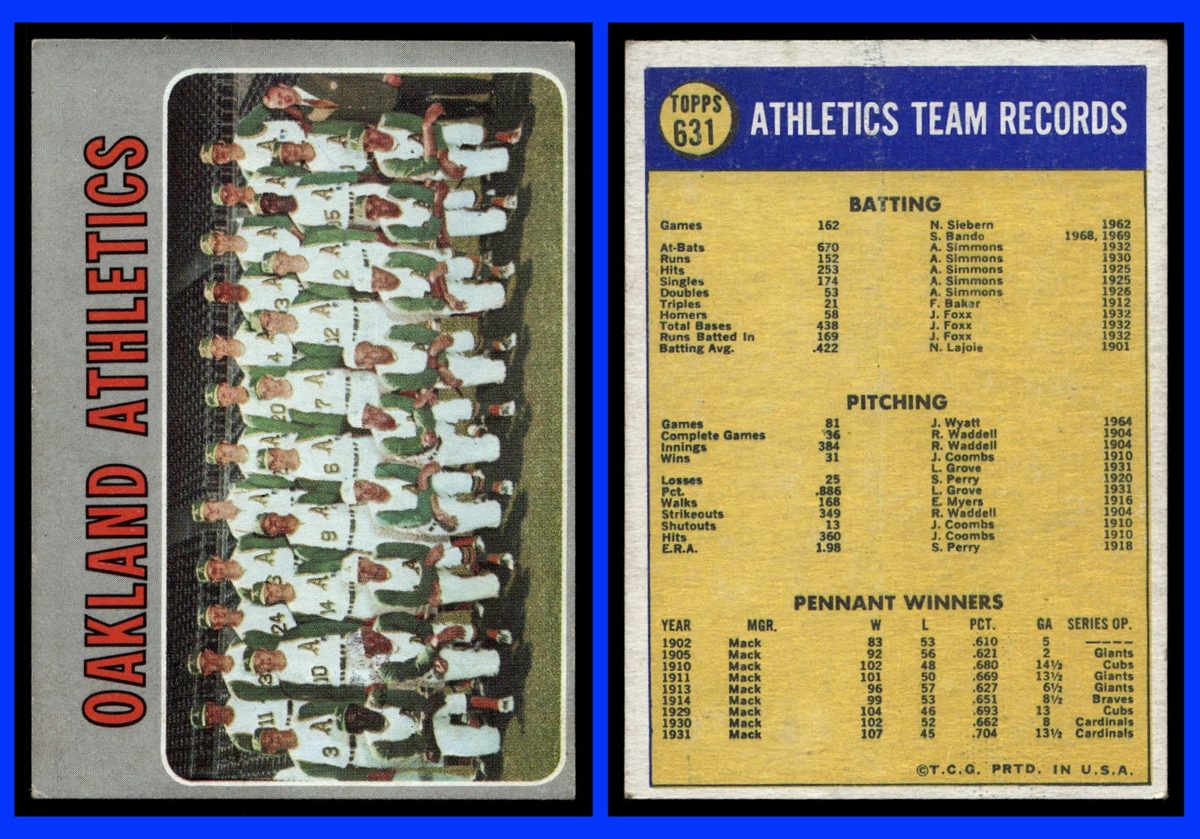 OAKLAND ATHLETICS
TOPPS
631
ATHLETICS TEAM RECORDS
BATTING
Games 162 N. Siebern 1962
S. Bando 1968, 1969
At-Bats 670 A. Simmons 1932
Runs 152 A. Simmons 1930
Hits 253 A. Simmons 1925
Singles 174 A. Simmons 1925
Doubles 53 A. Simmons 1926
Triples 21 F. Baker 1912
Homers 58 J. Foxx 1932
Total Bases 438 J. Foxx 1932
Runs Batted In 169 J. Foxx 1932
Batting Avg. .422 N. Lajoie 1901
PITCHING
Games 81 J. Wyatt 1964
Complete Games 36 R. Waddell 1904
Innings 384 R. Waddell 1904
Wins 31 J. Coombs 1910
L. Grove 1931
Losses 25 S. Perry 1920
Pct. .886 L. Grove 1931
Walks 168 E. Myers 1916
Strikeouts 349 R. Waddell 1904
Shutouts 13 J. Coombs 1910
Hits 360 J. Coombs 1910
E.R.A. 1.98 S. Perry 1918
PENNANT WINNERS
YEAR MGR. W L PCT. GA SERIES OP.
1902 Mack 83 53 .610 5 -----
1905 Mack 92 56 .621 2 Giants
1910 Mack 102 48 .680 14½ Cubs
1911 Mack 101 50 .669 13½ Giants
1913 Mack 96 57 .627 6½ Giants
1914 Mack 99 53 .651 8½ Braves
1929 Mack 104 46 .693 13 Cubs
1930 Mack 102 52 .662 8 Cardinals
1931 Mack 107 45 .704 13½ Cardinals
©T.C.G. PRTD. IN U.S.A.